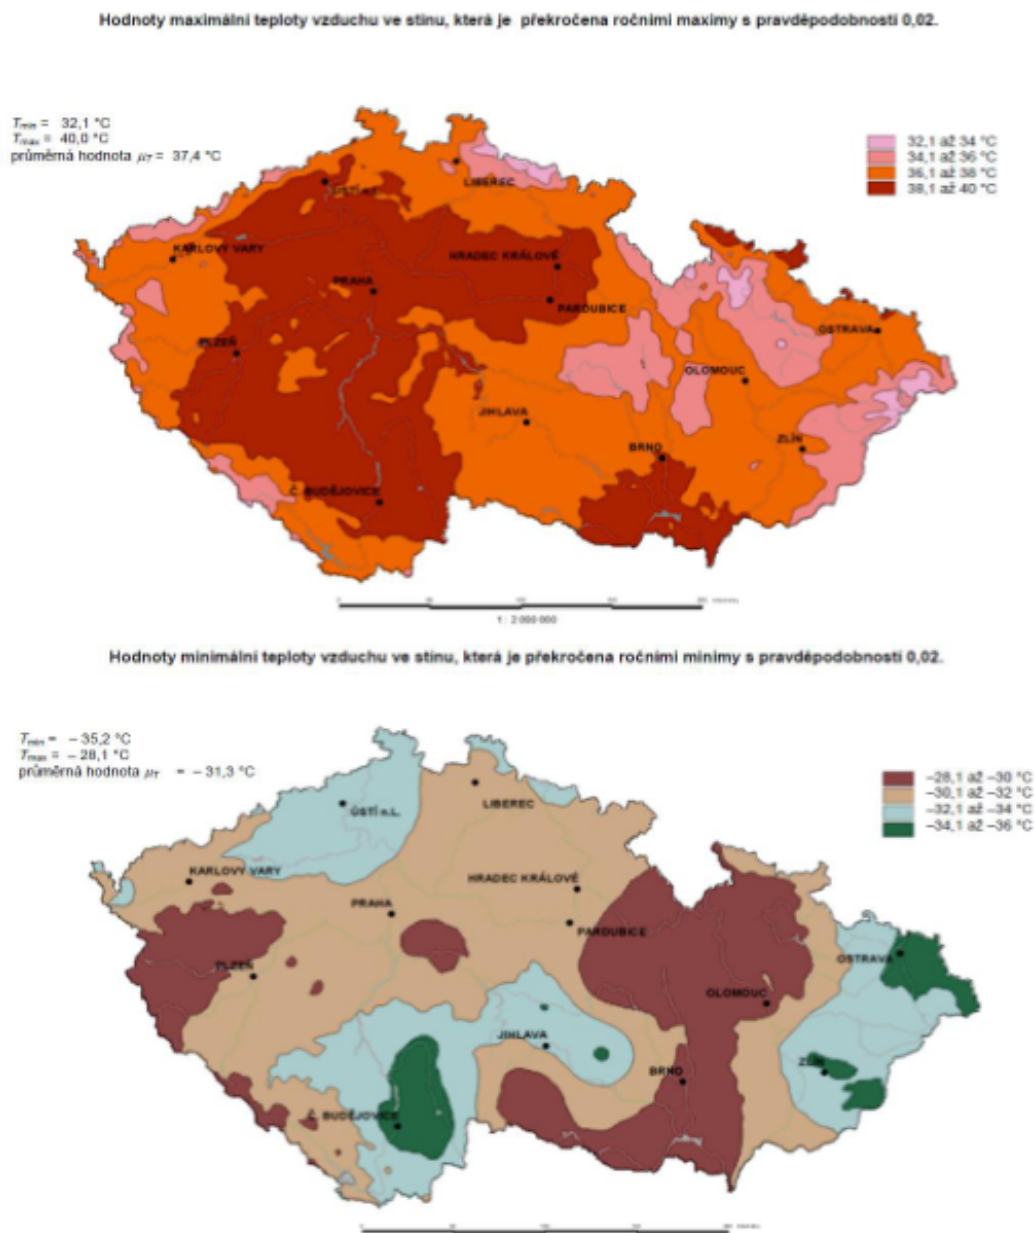 Hodnoty maximální teploty vzduchu ve stínu, která je překročena ročními maximy s pravděpodobností 0,02.
Tmin = 32,1 °C
Tmax = 40,0 °C
průměrná hodnota μT = 37,4 °C
32,1 až 34 °C
34,1 až 36 °C
36,1 až 38 °C
38,1 až 40 °C
LIBEREC
ÚSTÍ n.L.
KARLOVY VARY
HRADEC KRÁLOVÉ
PRAHA
PARDUBICE
OSTRAVA
PLZEŇ
OLOMOUC
JIHLAVA
BRNO
ZLÍN
Č. BUDĚJOVICE
1 : 2 000 000
Hodnoty minimální teploty vzduchu ve stínu, která je překročena ročními minimy s pravděpodobností 0,02.
Tmin = – 35,2 °C
Tmax = – 28,1 °C
průměrná hodnota μT = – 31,3 °C
–28,1 až –30 °C
–30,1 až –32 °C
–32,1 až –34 °C
–34,1 až –36 °C
LIBEREC
ÚSTÍ n.L.
KARLOVY VARY
HRADEC KRÁLOVÉ
PRAHA
PARDUBICE
OSTRAVA
PLZEŇ
OLOMOUC
JIHLAVA
ZLÍN
BRNO
Č. BUDĚJOVICE